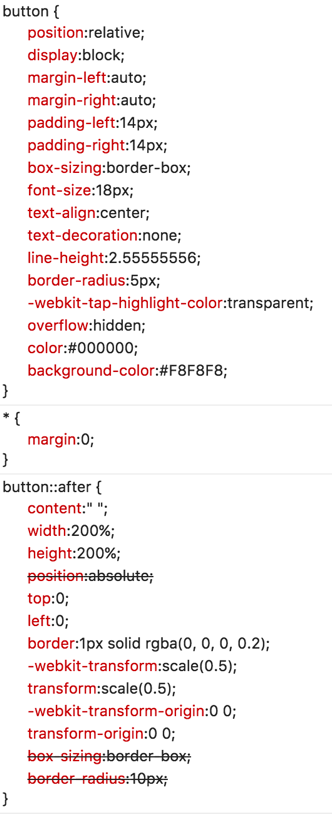 button {
position:relative;
display:block;
margin-left:auto;
margin-right:auto;
padding-left:14px;
padding-right:14px;
box-sizing:border-box;
font-size:18px;
text-align:center;
text-decoration:none;
line-height:2.55555556;
border-radius:5px;
-webkit-tap-highlight-color:transparent;
overflow:hidden;
color:#000000;
background-color:#F8F8F8;
}
* {
margin:0;
}
button::after {
content:" ";
width:200%;
height:200%;
position:absolute;
top:0;
left:0;
border:1px solid rgba(0, 0, 0, 0.2);
-webkit-transform:scale(0.5);
transform:scale(0.5);
-webkit-transform-origin:0 0;
transform-origin:0 0;
box-sizing:border-box;
border-radius:10px;
}